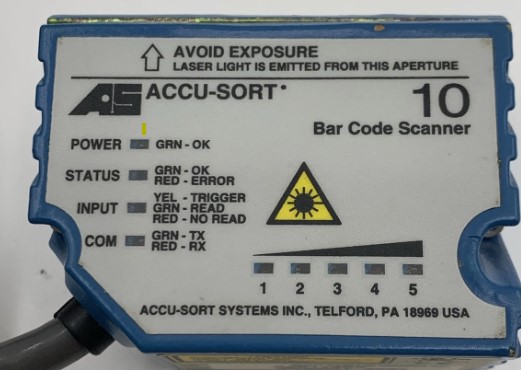 AVOID EXPOSURE
LASER LIGHT IS EMITTED FROM THIS APERTURE
AS ACCU-SORT
10
Bar Code Scanner
POWER GRN - OK
STATUS GRN - OK
RED - ERROR
INPUT YEL - TRIGGER
GRN - READ
RED - NO READ
COM GRN - TX
RED - RX
1 2 3 4 5
ACCU-SORT SYSTEMS INC., TELFORD, PA 18969 USA